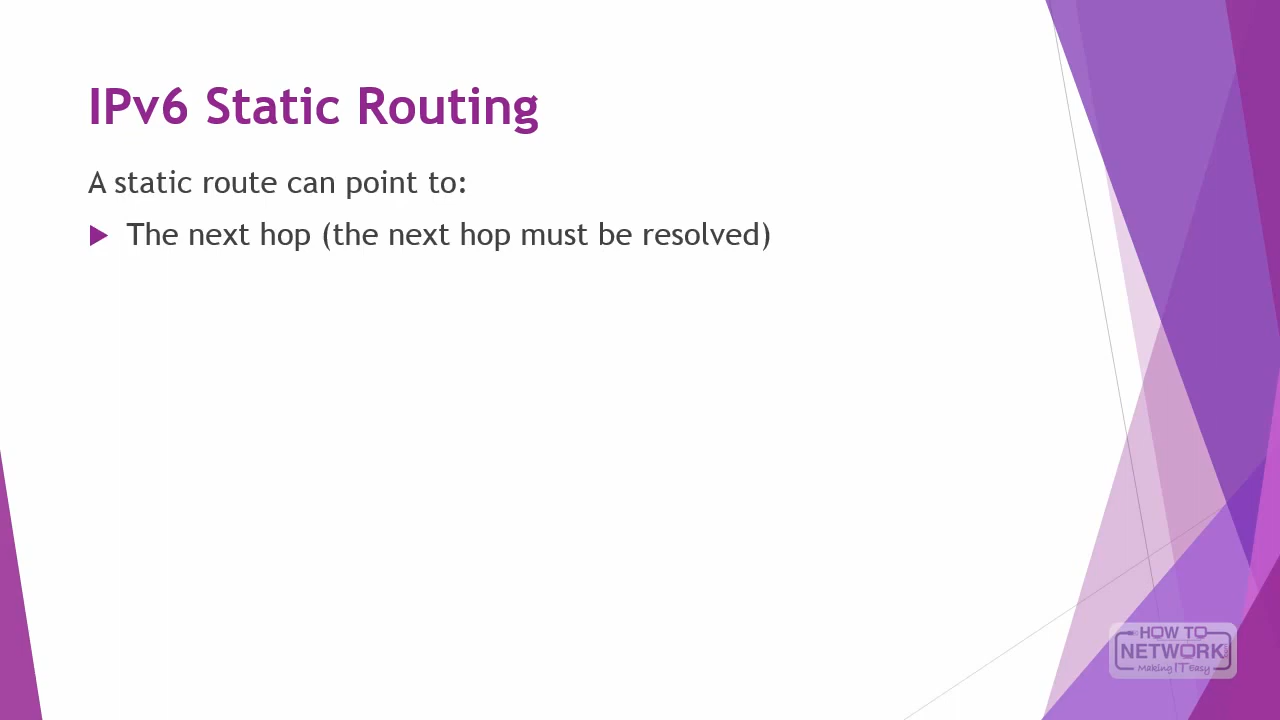 IPv6 Static Routing
A static route can point to:
The next hop (the next hop must be resolved)
HOW TO
NETWORK
Making IT Easy